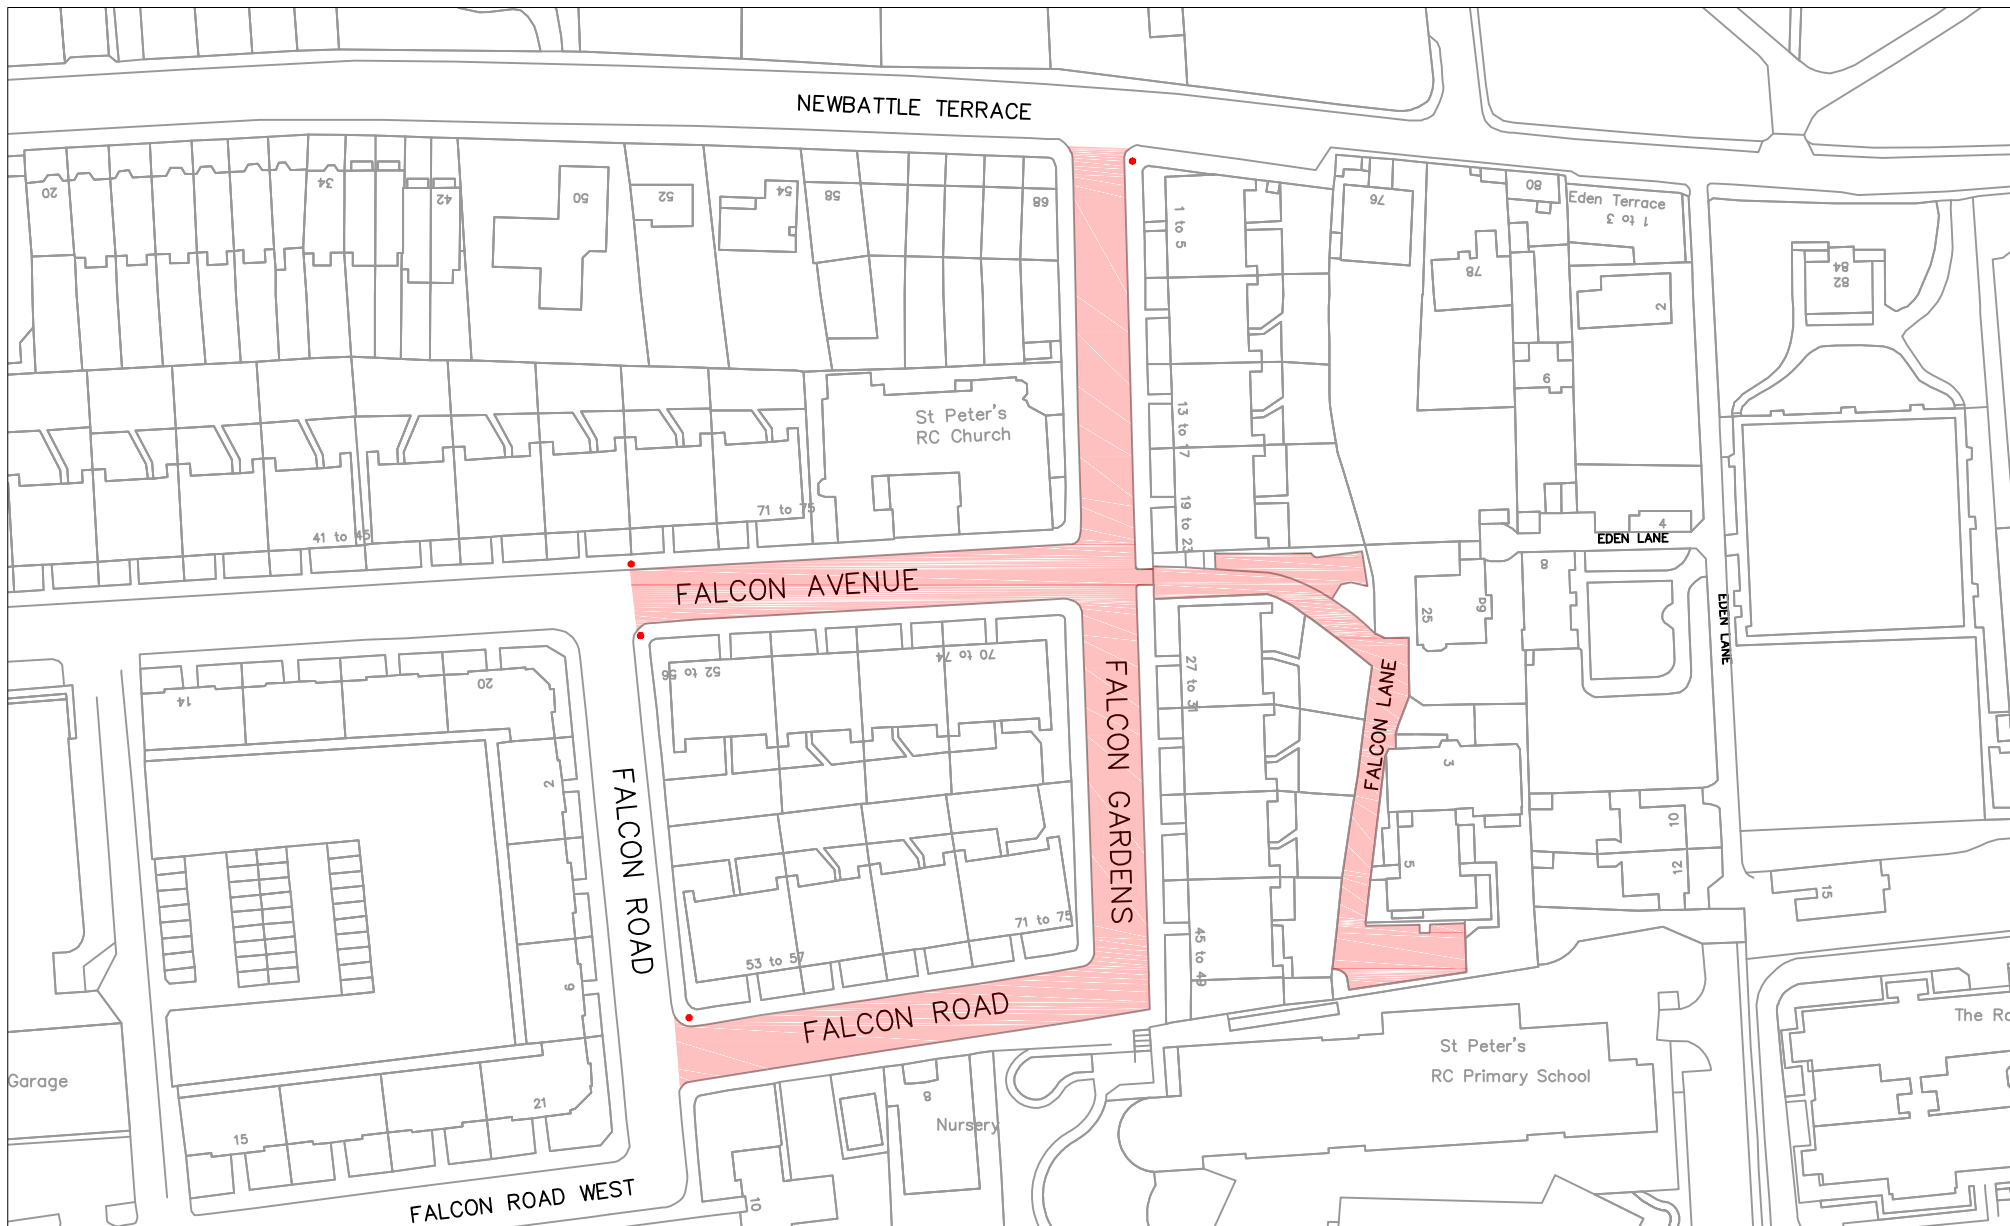 NEWBATTLE TERRACE
20
34
42
50
52
54
58
68
1 to 5
76
78
80
Eden Terrace
1 to 3
2
84
82
6
St Peter's
RC Church
13 to 17
19 to 23
71 to 75
41 to 45
4
EDEN LANE
8
FALCON AVENUE
25
9
EDEN LANE
52 to 56
70 to 74
27 to 31
14
20
FALCON GARDENS
FALCON LANE
FALCON ROAD
2
3
5
10
12
15
53 to 57
71 to 75
45 to 49
6
FALCON ROAD
The Ro
St Peter's
RC Primary School
Garage
8
Nursery
21
15
FALCON ROAD WEST
10